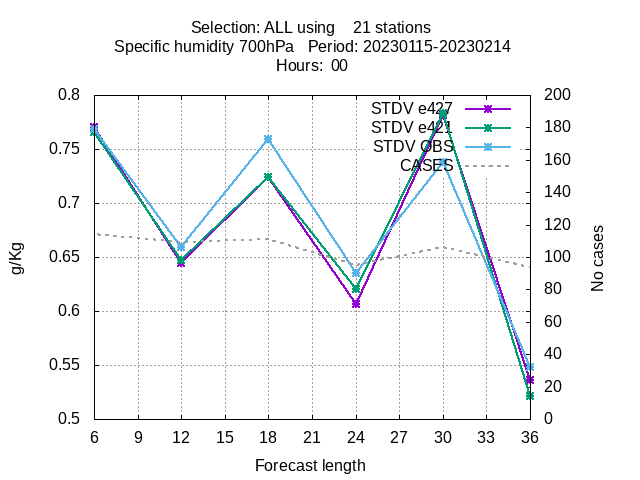 Selection: ALL using    21 stations
Specific humidity 700hPa   Period: 20230115-20230214
Hours:  00
STDV e427
STDV e421
STDV OBS
CASES
g/Kg
No cases
0.8
0.75
0.7
0.65
0.6
0.55
0.5
200
180
160
140
120
100
80
60
40
20
0
6 9 12 15 18 21 24 27 30 33 36
Forecast length